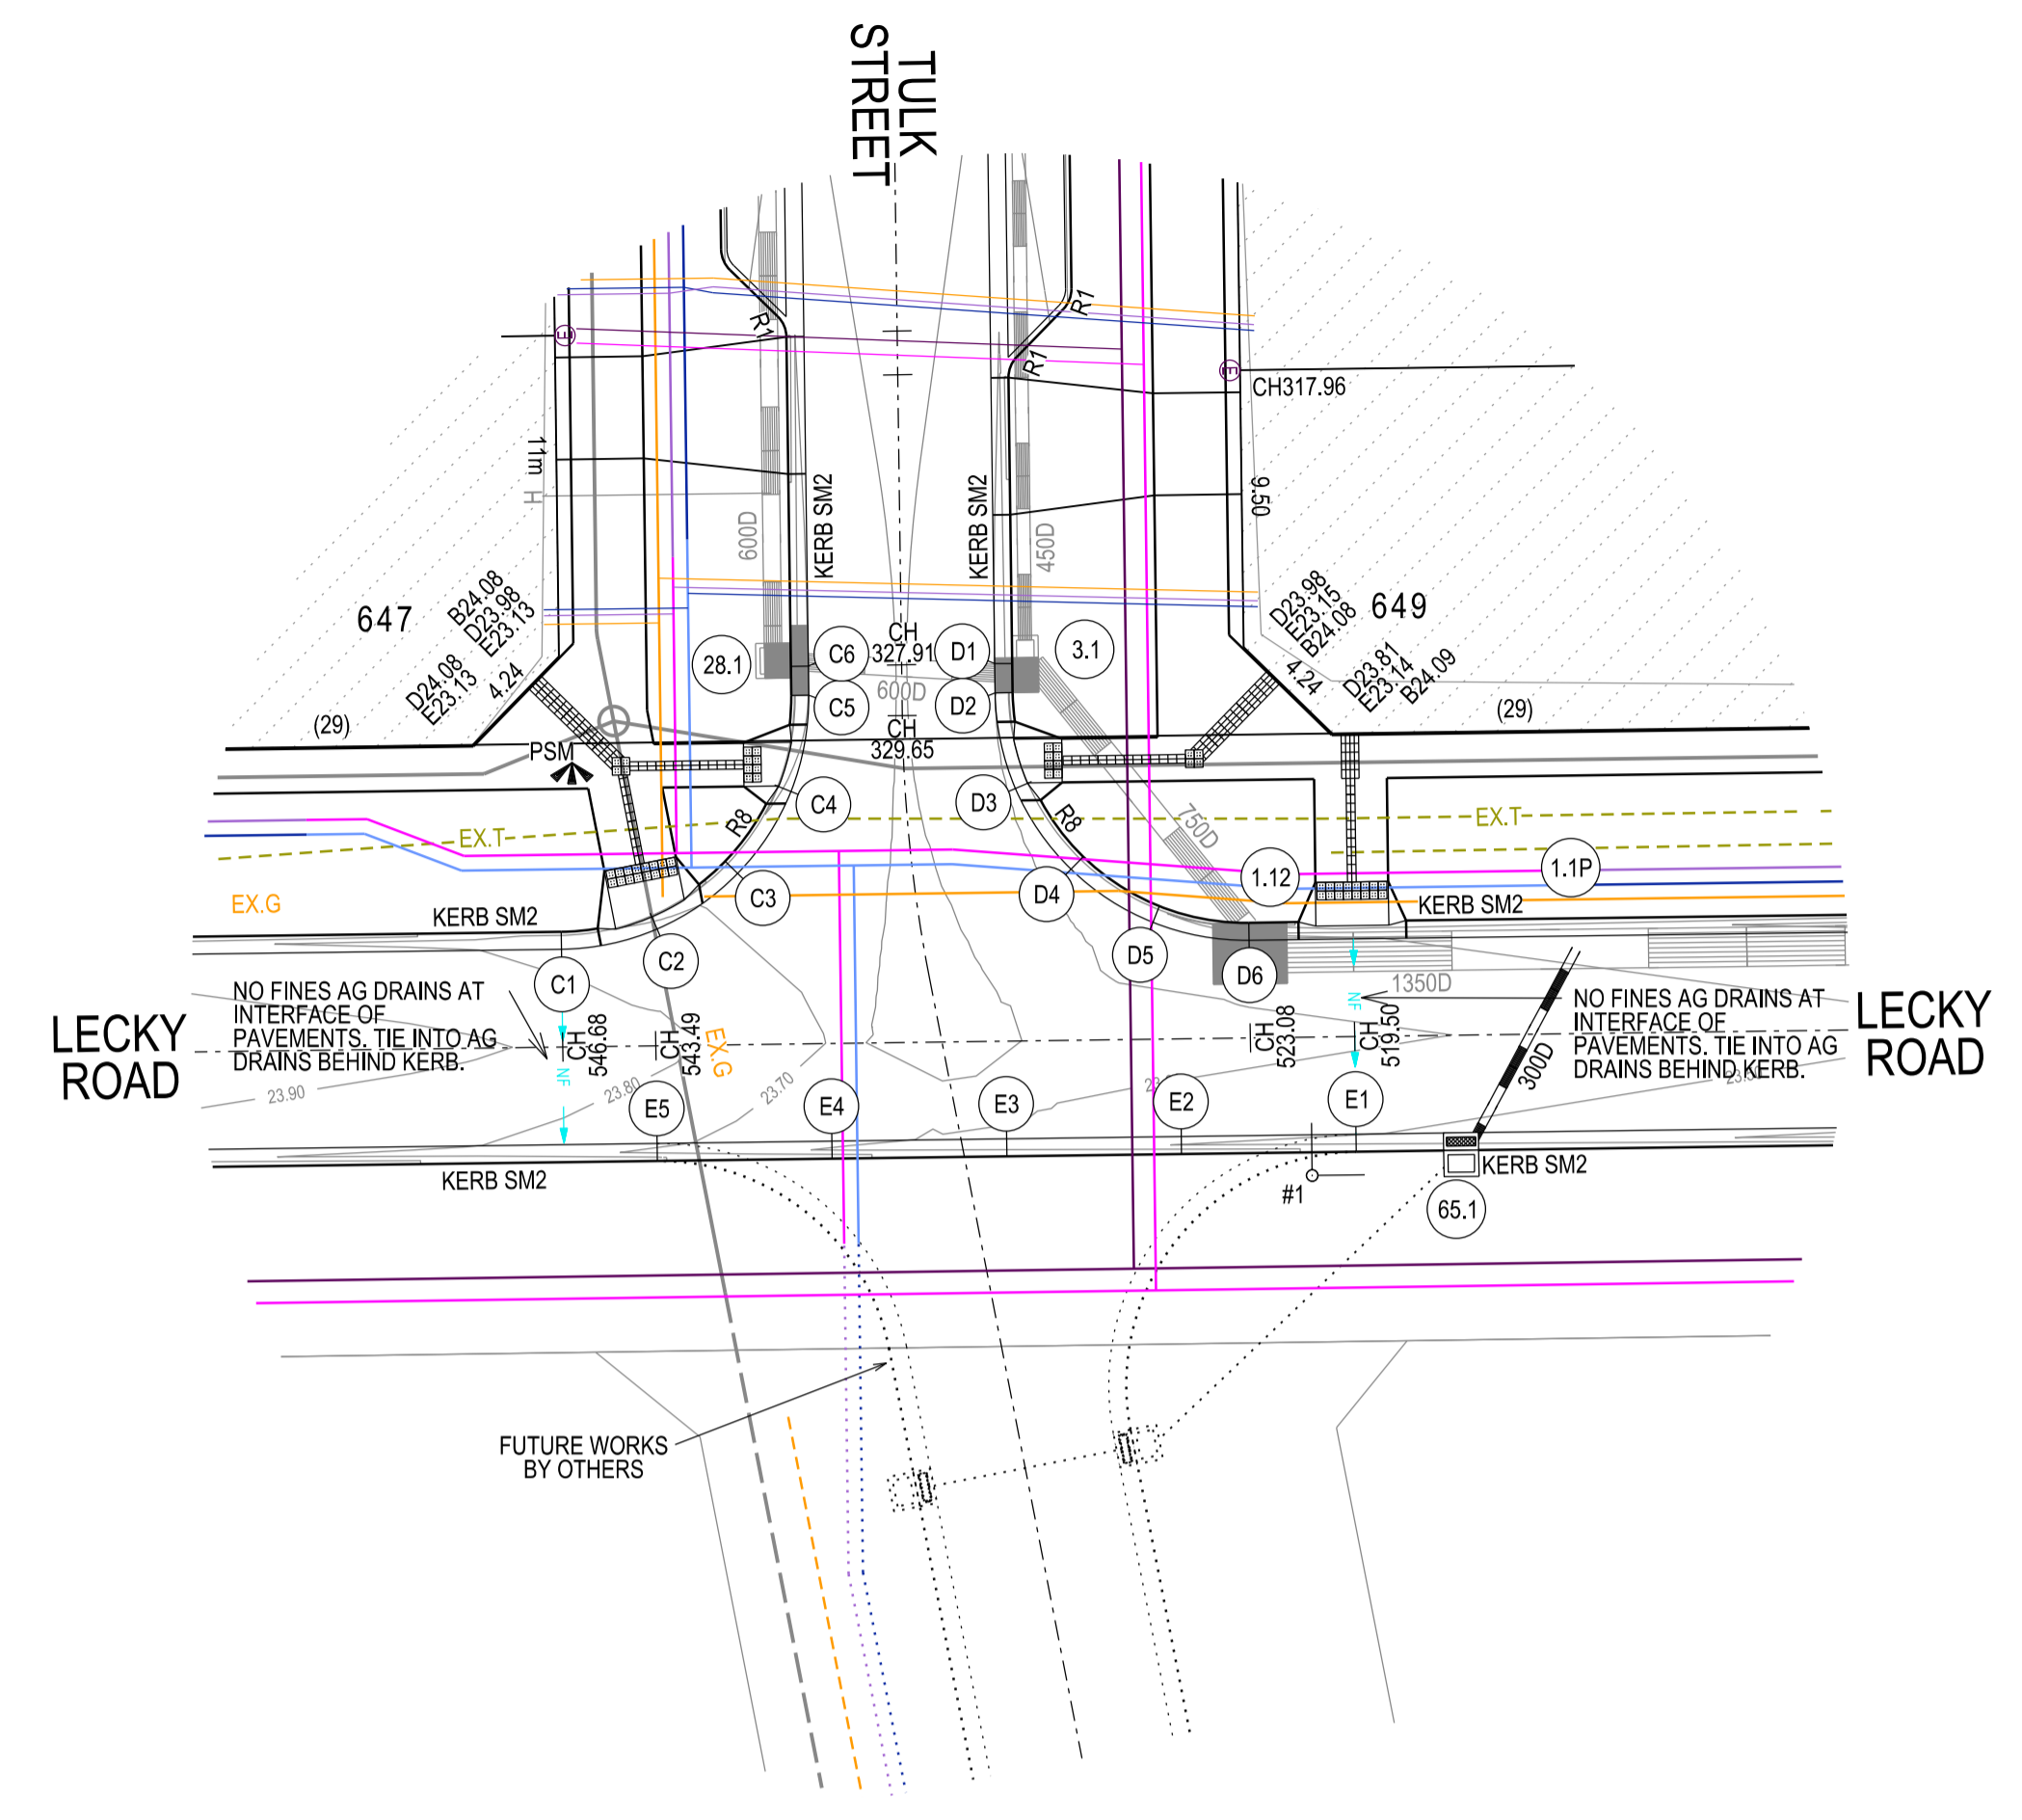 TULK
STREET
R1
R1
R1
E
E
CH317.96
11m
H
9.50
600D
KERB SM2
KERB SM2
450D
647
B24.08
D23.98
E23.13
D24.08
E23.13
4.24
D23.98
E23.15
B24.08
649
D23.81
E23.14
B24.09
4.24
28.1
C6
CH
327.91
D1
3.1
600D
C5
D2
CH
329.65
(29)
(29)
PSM
C4
D3
R8
R8
750D
EX.T
EX.T
1.12
1.1P
EX.G
C3
D4
KERB SM2
KERB SM2
C1
C2
D5
D6
1350D
LECKY
ROAD
NO FINES AG DRAINS AT
INTERFACE OF
PAVEMENTS. TIE INTO AG
DRAINS BEHIND KERB.
NF
CH
546.68
CH
543.49
EX.G
CH
523.08
CH
519.50
NF
NO FINES AG DRAINS AT
INTERFACE OF
PAVEMENTS. TIE INTO AG
DRAINS BEHIND KERB.
LECKY
ROAD
300D
23.90
23.80
23.70
E5
E4
E3
E2
E1
KERB SM2
#1
KERB SM2
65.1
FUTURE WORKS
BY OTHERS